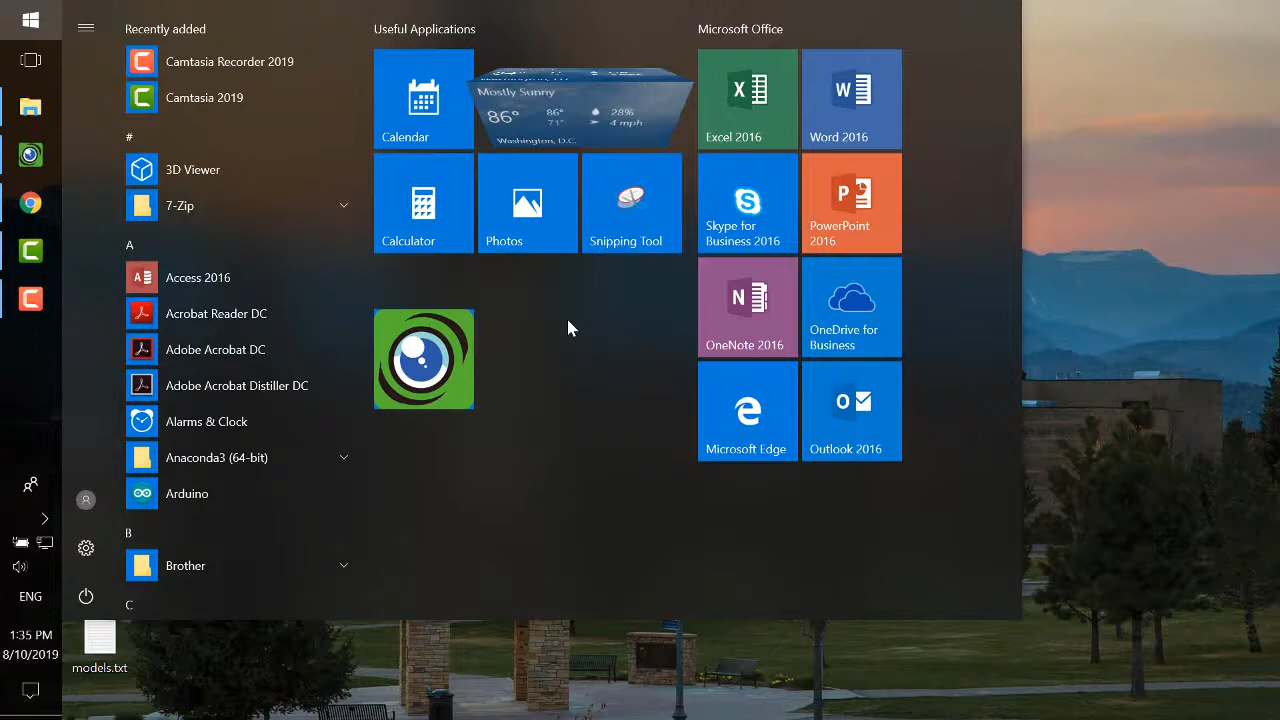 Recently added
Camtasia Recorder 2019
Camtasia 2019
#
3D Viewer
7-Zip
A
Access 2016
Acrobat Reader DC
Adobe Acrobat DC
Adobe Acrobat Distiller DC
Alarms & Clock
Anaconda3 (64-bit)
Arduino
B
Brother
C
Useful Applications
Calendar
Mostly Sunny
86° 86° 28%
71° 4 mph
Washington, D.C.
Calculator
Photos
Snipping Tool
Microsoft Office
Excel 2016
Word 2016
Skype for
Business 2016
PowerPoint
2016
OneNote 2016
OneDrive for
Business
Microsoft Edge
Outlook 2016
ENG
1:35 PM
8/10/2019
models.txt